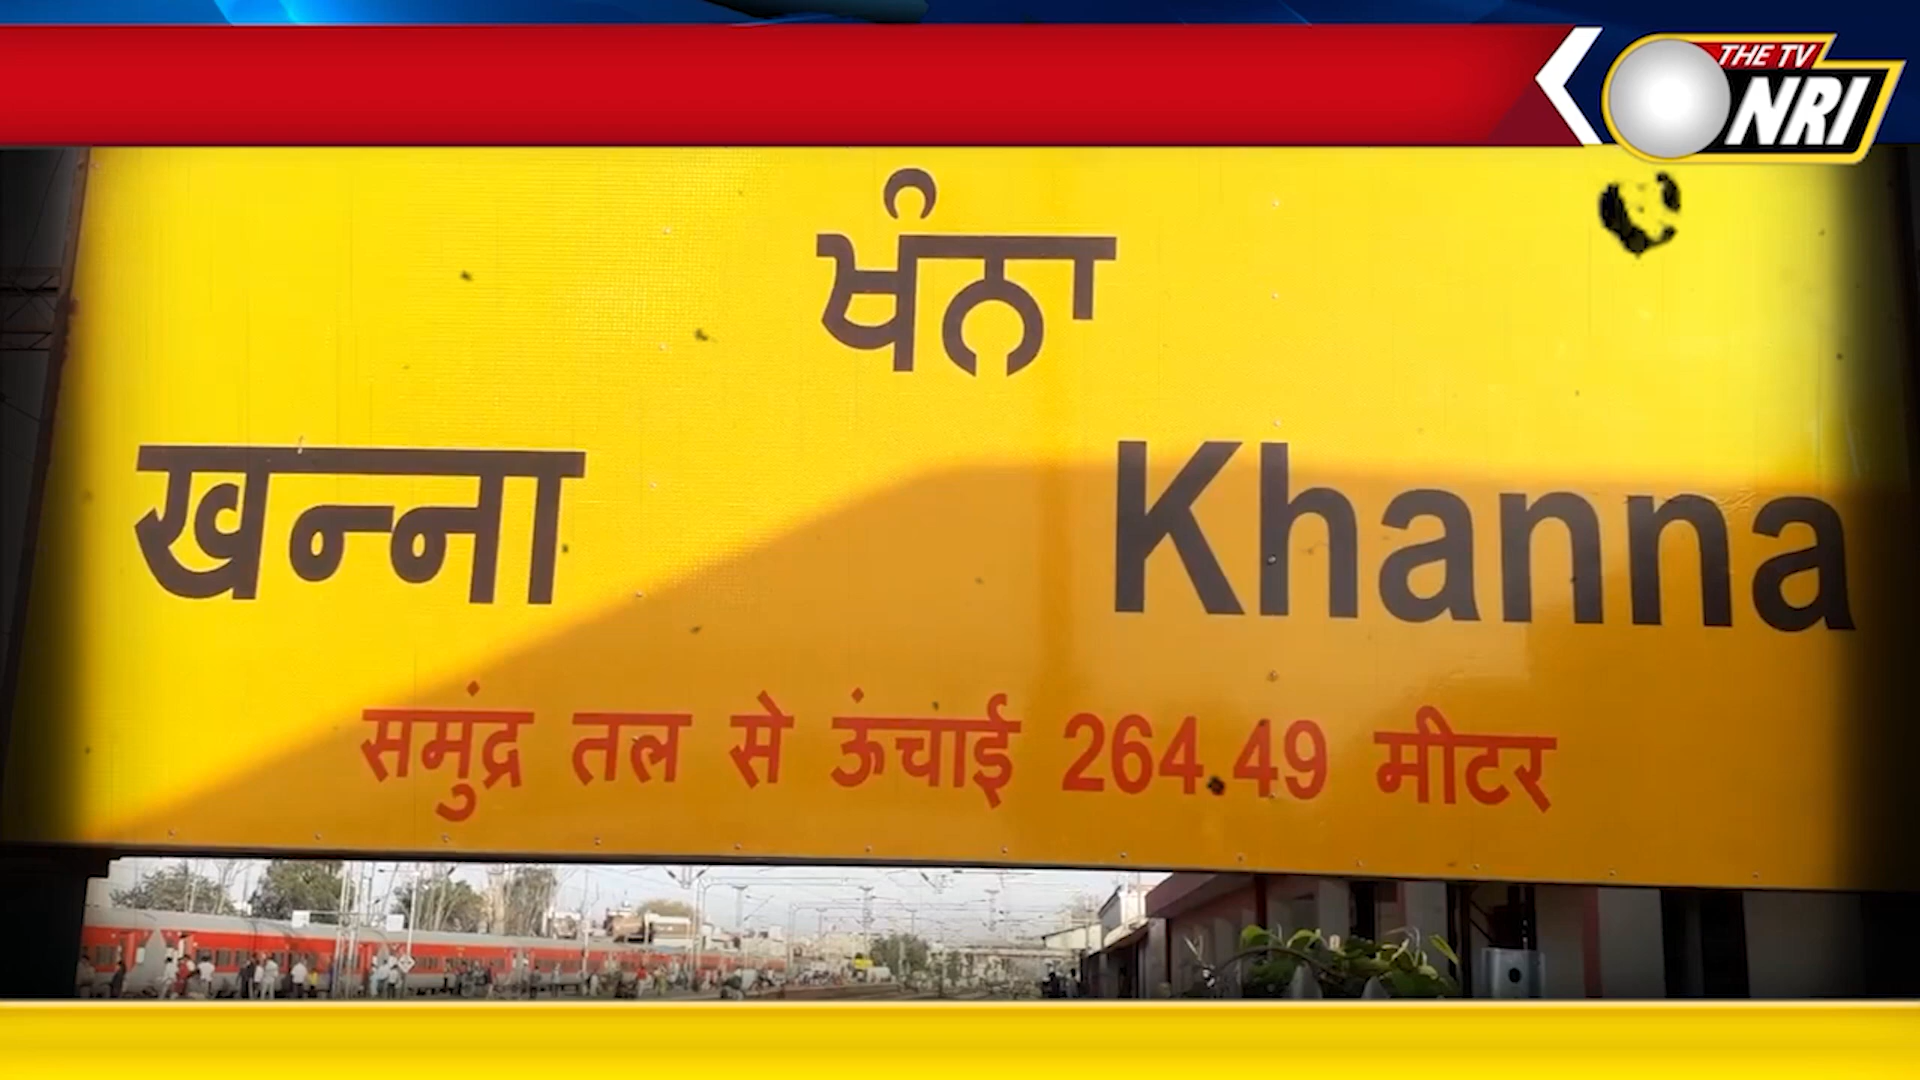 THE TV
NRI
ਖੰਨਾ
खन्ना Khanna
समुंद्र तल से ऊंचाई 264.49 मीटर